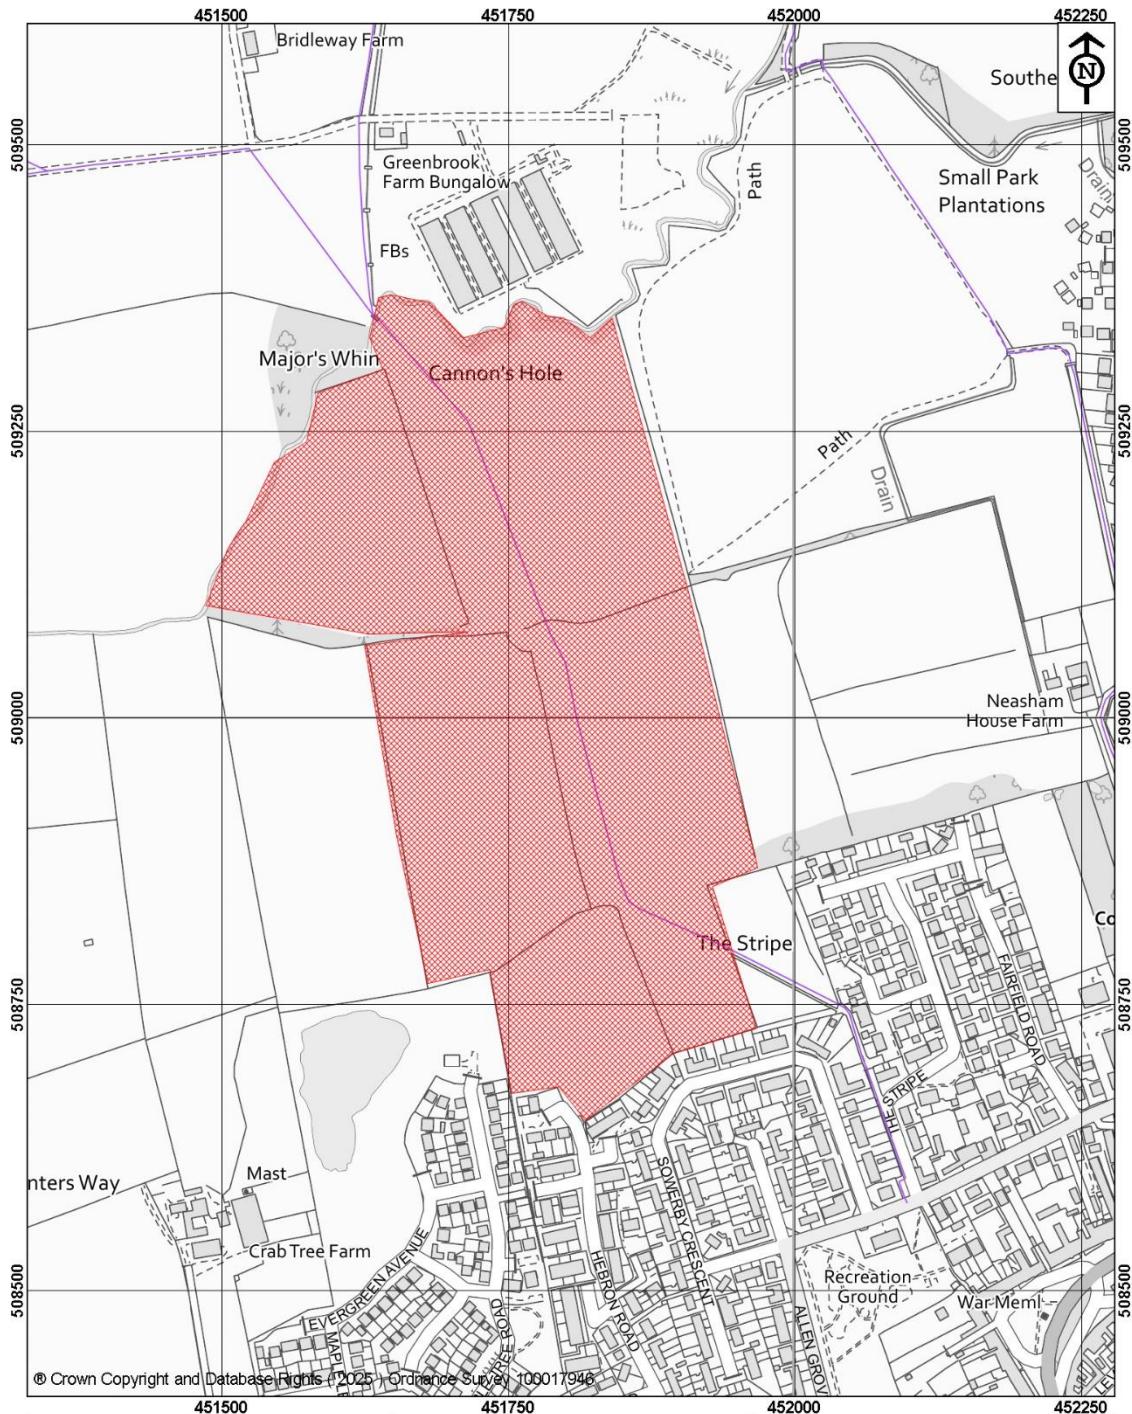 451500
451750
452000
452250
Bridleway Farm
N
Southe
509500
509500
Greenbrook
Farm Bungalow
Path
Small Park
Plantations
Drain
FBs
Major's Whin
Cannon's Hole
509250
509250
Path
Drain
Neasham
House Farm
509000
509000
Co
The Stripe
FAIRFIELD ROAD
508750
508750
THE STRIPE
nters Way
Mast
SOWERBY CRESCENT
Crab Tree Farm
EVERGREEN AVENUE
HEBRON ROAD
Recreation
Ground
War Meml
508500
508500
MAPLE
ROAD
ALLEN GROV
® Crown Copyright and Database Rights ( 2025 ) Ordnance Survey 100017946
451500
451750
452000
452250